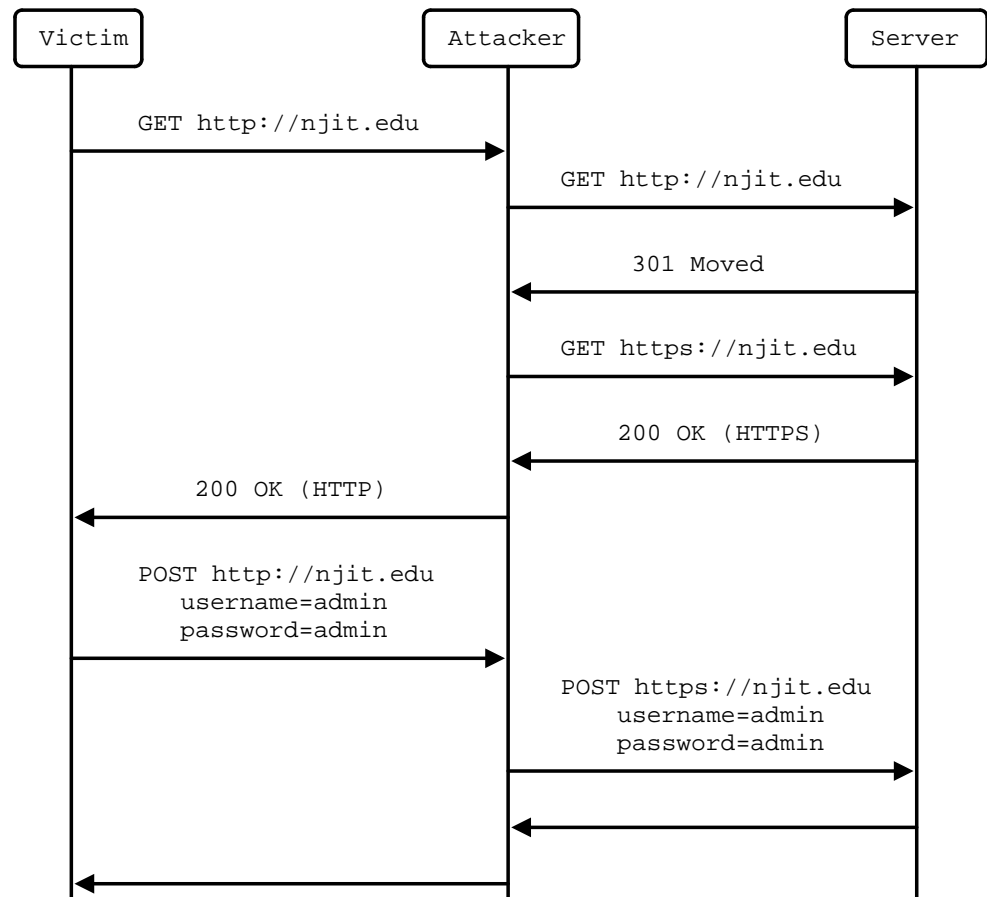 Victim
Attacker
Server
GET http://njit.edu
GET http://njit.edu
301 Moved
GET https://njit.edu
200 OK (HTTPS)
200 OK (HTTP)
POST http://njit.edu
username=admin
password=admin
POST https://njit.edu
username=admin
password=admin